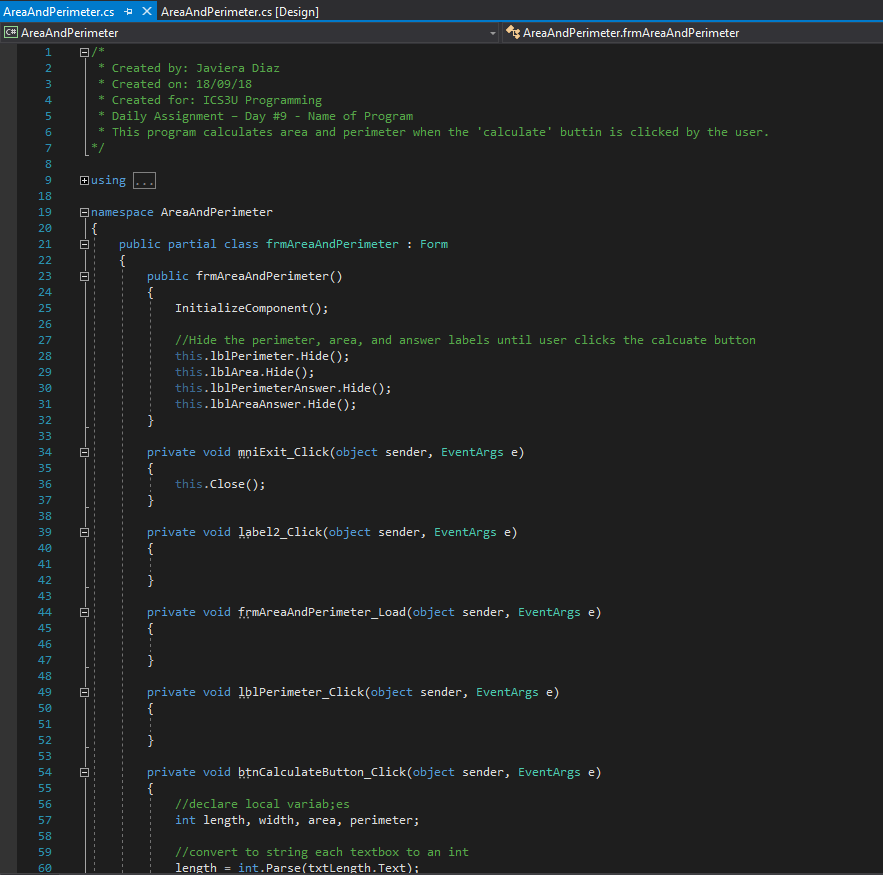 AreaAndPerimeter.cs AreaAndPerimeter.cs [Design]
C# AreaAndPerimeter AreaAndPerimeter.frmAreaAndPerimeter
1 /*
2 * Created by: Javiera Diaz
3 * Created on: 18/09/18
4 * Created for: ICS3U Programming
5 * Daily Assignment – Day #9 - Name of Program
6 * This program calculates area and perimeter when the 'calculate' buttin is clicked by the user.
7 */
8
9 using ...
18
19 namespace AreaAndPerimeter
20 {
21 public partial class frmAreaAndPerimeter : Form
22 {
23 public frmAreaAndPerimeter()
24 {
25 InitializeComponent();
26
27 //Hide the perimeter, area, and answer labels until user clicks the calcuate button
28 this.lblPerimeter.Hide();
29 this.lblArea.Hide();
30 this.lblPerimeterAnswer.Hide();
31 this.lblAreaAnswer.Hide();
32 }
33
34 private void mniExit_Click(object sender, EventArgs e)
35 {
36 this.Close();
37 }
38
39 private void label2_Click(object sender, EventArgs e)
40 {
41
42 }
43
44 private void frmAreaAndPerimeter_Load(object sender, EventArgs e)
45 {
46
47 }
48
49 private void lblPerimeter_Click(object sender, EventArgs e)
50 {
51
52 }
53
54 private void btnCalculateButton_Click(object sender, EventArgs e)
55 {
56 //declare local variab;es
57 int length, width, area, perimeter;
58
59 //convert to string each textbox to an int
60 length = int.Parse(txtLength.Text);